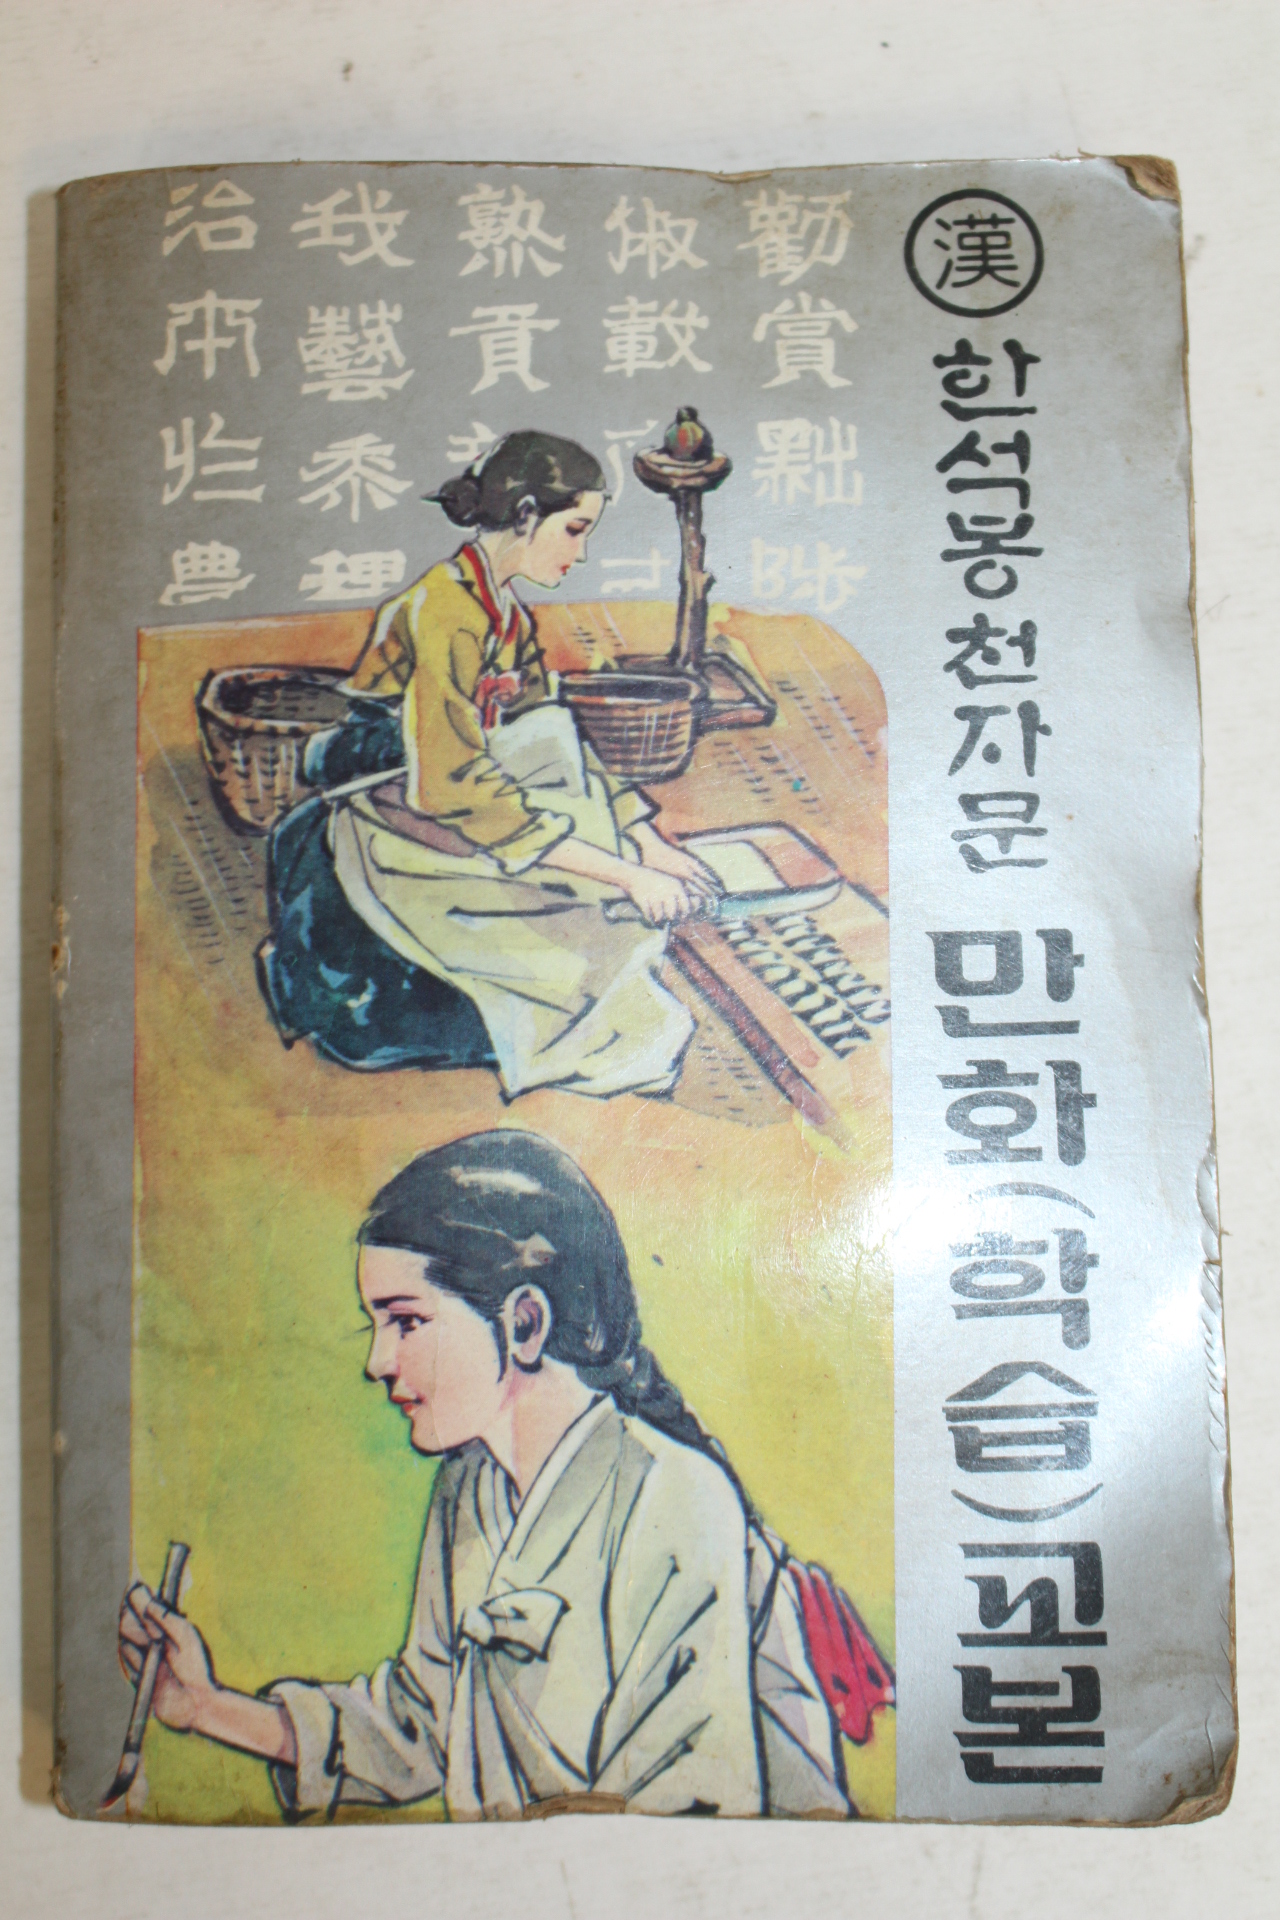 漢 한석봉천자문 만화(학습)교본
勸賞黜陟
俶載
熟貢
我藝黍稷
治本於農